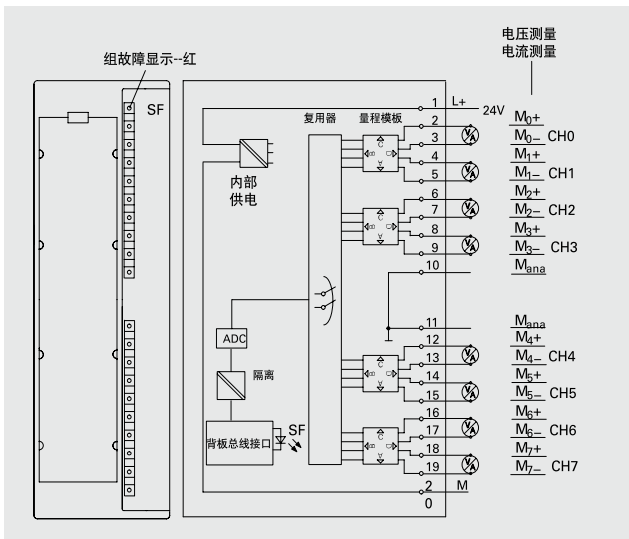 电压测量
电流测量
组故障显示--红
SF
1 L+ 24V
复用器 量程模板
2 M0+
3 M0– CH0
4 M1+
5 M1– CH1
内部
供电
6 M2+
7 M2– CH2
8 M3+
9 M3– CH3
10 Mana
11 Mana
12 M4+
ADC
13 M4– CH4
14 M5+
隔离
15 M5– CH5
16 M6+
SF
17 M6– CH6
背板总线接口
18 M7+
19 M7– CH7
2 M
0